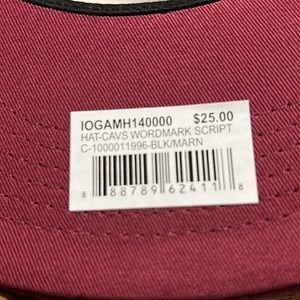 IOGAMH140000 $25.00
HAT-CAVS WORDMARK SCRIPT
C-1000011996-BLK/MARN
8 88789 62411 8